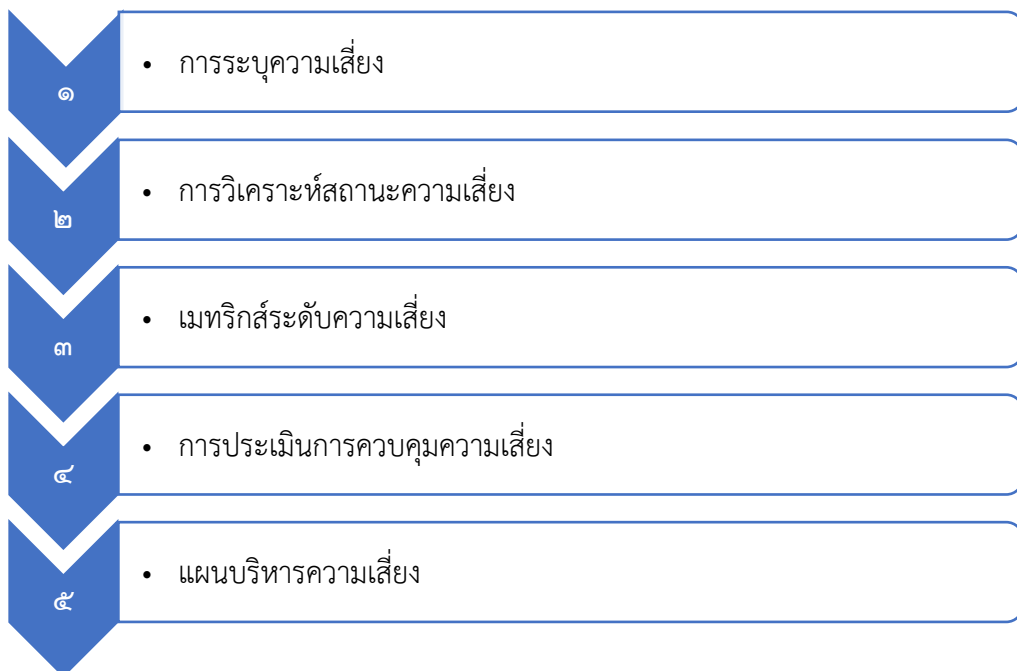 ๑
• การระบุความเสี่ยง
๒
• การวิเคราะห์สถานะความเสี่ยง
๓
• เมทริกส์ระดับความเสี่ยง
๔
• การประเมินการควบคุมความเสี่ยง
๕
• แผนบริหารความเสี่ยง